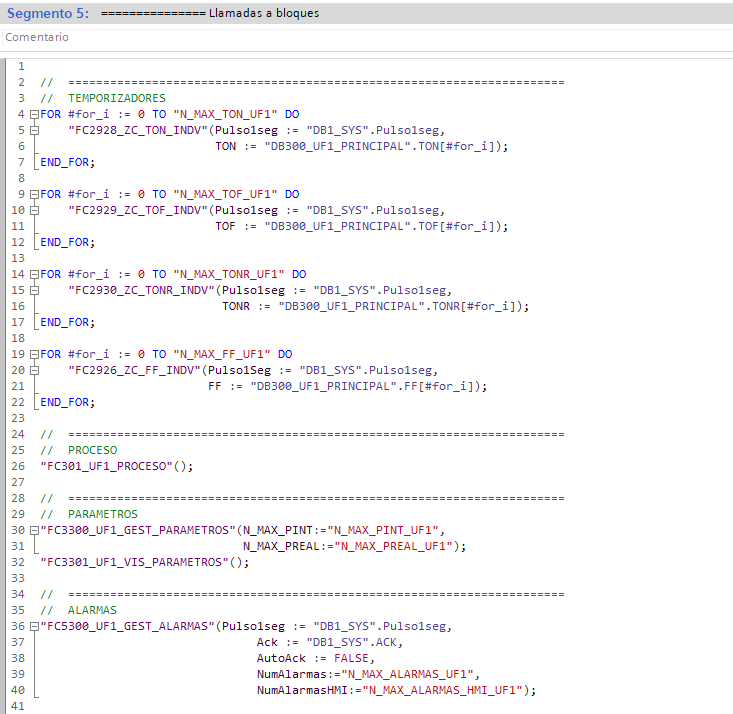 Segmento 5: =============== Llamadas a bloques
Comentario
1
2 // =======================================================================
3 // TEMPORIZADORES
4 FOR #for_i := 0 TO "N_MAX_TON_UF1" DO
5 "FC2928_ZC_TON_INDV"(Pulso1seg := "DB1_SYS".Pulso1seg,
6 TON := "DB300_UF1_PRINCIPAL".TON[#for_i]);
7 END_FOR;
8
9 FOR #for_i := 0 TO "N_MAX_TOF_UF1" DO
10 "FC2929_ZC_TOF_INDV"(Pulso1seg := "DB1_SYS".Pulso1seg,
11 TOF := "DB300_UF1_PRINCIPAL".TOF[#for_i]);
12 END_FOR;
13
14 FOR #for_i := 0 TO "N_MAX_TONR_UF1" DO
15 "FC2930_ZC_TONR_INDV"(Pulso1seg := "DB1_SYS".Pulso1seg,
16 TONR := "DB300_UF1_PRINCIPAL".TONR[#for_i]);
17 END_FOR;
18
19 FOR #for_i := 0 TO "N_MAX_FF_UF1" DO
20 "FC2926_ZC_FF_INDV"(Pulso1Seg := "DB1_SYS".Pulso1seg,
21 FF := "DB300_UF1_PRINCIPAL".FF[#for_i]);
22 END_FOR;
23
24 // =======================================================================
25 // PROCESO
26 "FC301_UF1_PROCESO"();
27
28 // =======================================================================
29 // PARAMETROS
30 "FC3300_UF1_GEST_PARAMETROS"(N_MAX_PINT:="N_MAX_PINT_UF1",
31 N_MAX_PREAL:="N_MAX_PREAL_UF1");
32 "FC3301_UF1_VIS_PARAMETROS"();
33
34 // =======================================================================
35 // ALARMAS
36 "FC5300_UF1_GEST_ALARMAS"(Pulso1seg := "DB1_SYS".Pulso1seg,
37 Ack := "DB1_SYS".ACK,
38 AutoAck := FALSE,
39 NumAlarmas:="N_MAX_ALARMAS_UF1",
40 NumAlarmasHMI:="N_MAX_ALARMAS_HMI_UF1");
41